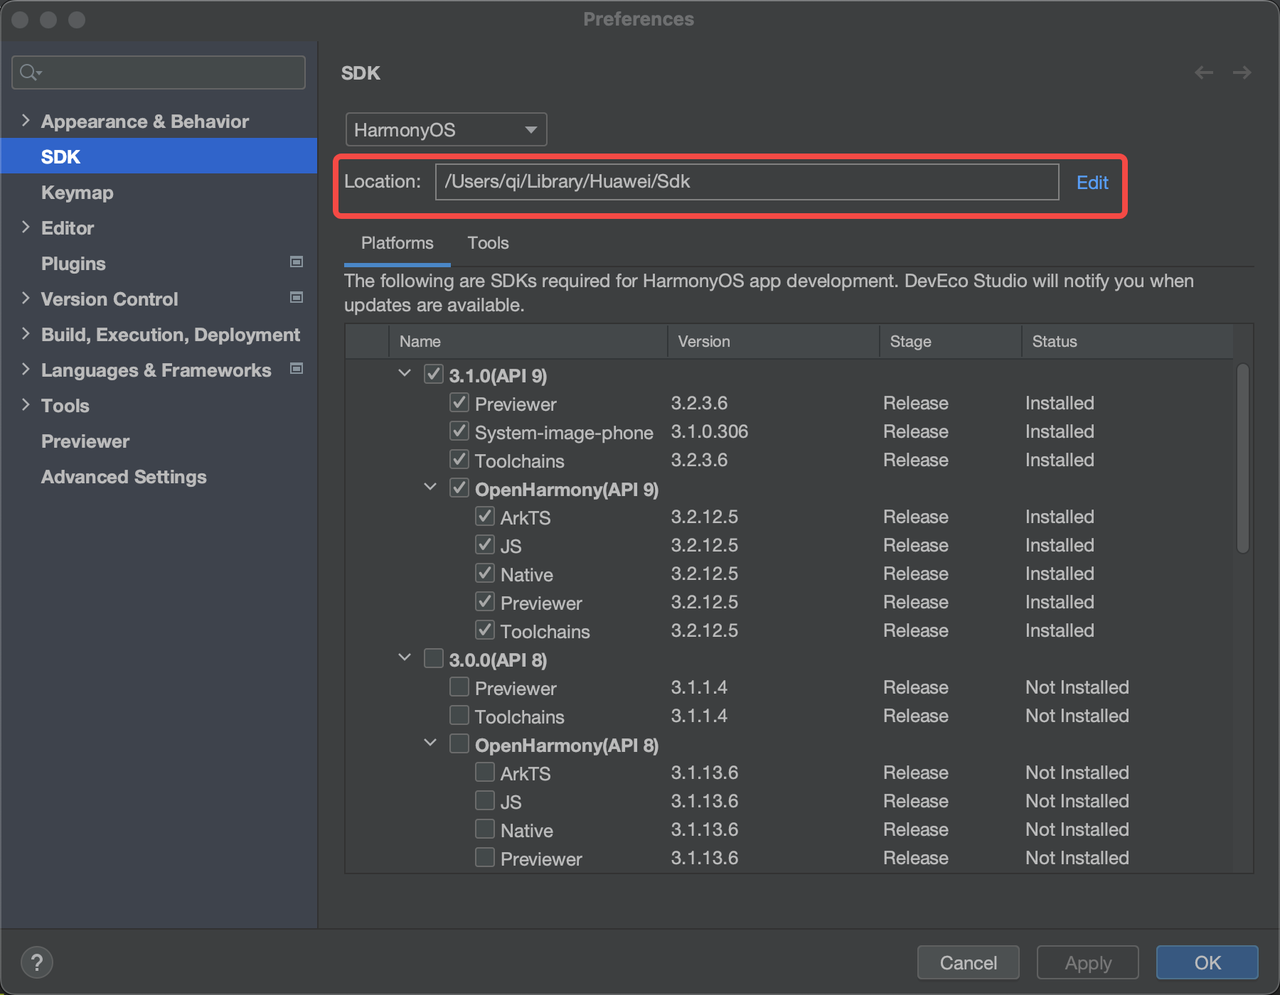 Preferences
SDK
Appearance & Behavior
SDK
Keymap
Editor
Plugins
Version Control
Build, Execution, Deployment
Languages & Frameworks
Tools
Previewer
Advanced Settings
HarmonyOS
Location: /Users/qi/Library/Huawei/Sdk Edit
Platforms Tools
The following are SDKs required for HarmonyOS app development. DevEco Studio will notify you when
updates are available.
Name Version Stage Status
3.1.0(API 9)
Previewer 3.2.3.6 Release Installed
System-image-phone 3.1.0.306 Release Installed
Toolchains 3.2.3.6 Release Installed
OpenHarmony(API 9)
ArkTS 3.2.12.5 Release Installed
JS 3.2.12.5 Release Installed
Native 3.2.12.5 Release Installed
Previewer 3.2.12.5 Release Installed
Toolchains 3.2.12.5 Release Installed
3.0.0(API 8)
Previewer 3.1.1.4 Release Not Installed
Toolchains 3.1.1.4 Release Not Installed
OpenHarmony(API 8)
ArkTS 3.1.13.6 Release Not Installed
JS 3.1.13.6 Release Not Installed
Native 3.1.13.6 Release Not Installed
Previewer 3.1.13.6 Release Not Installed
? Cancel Apply OK